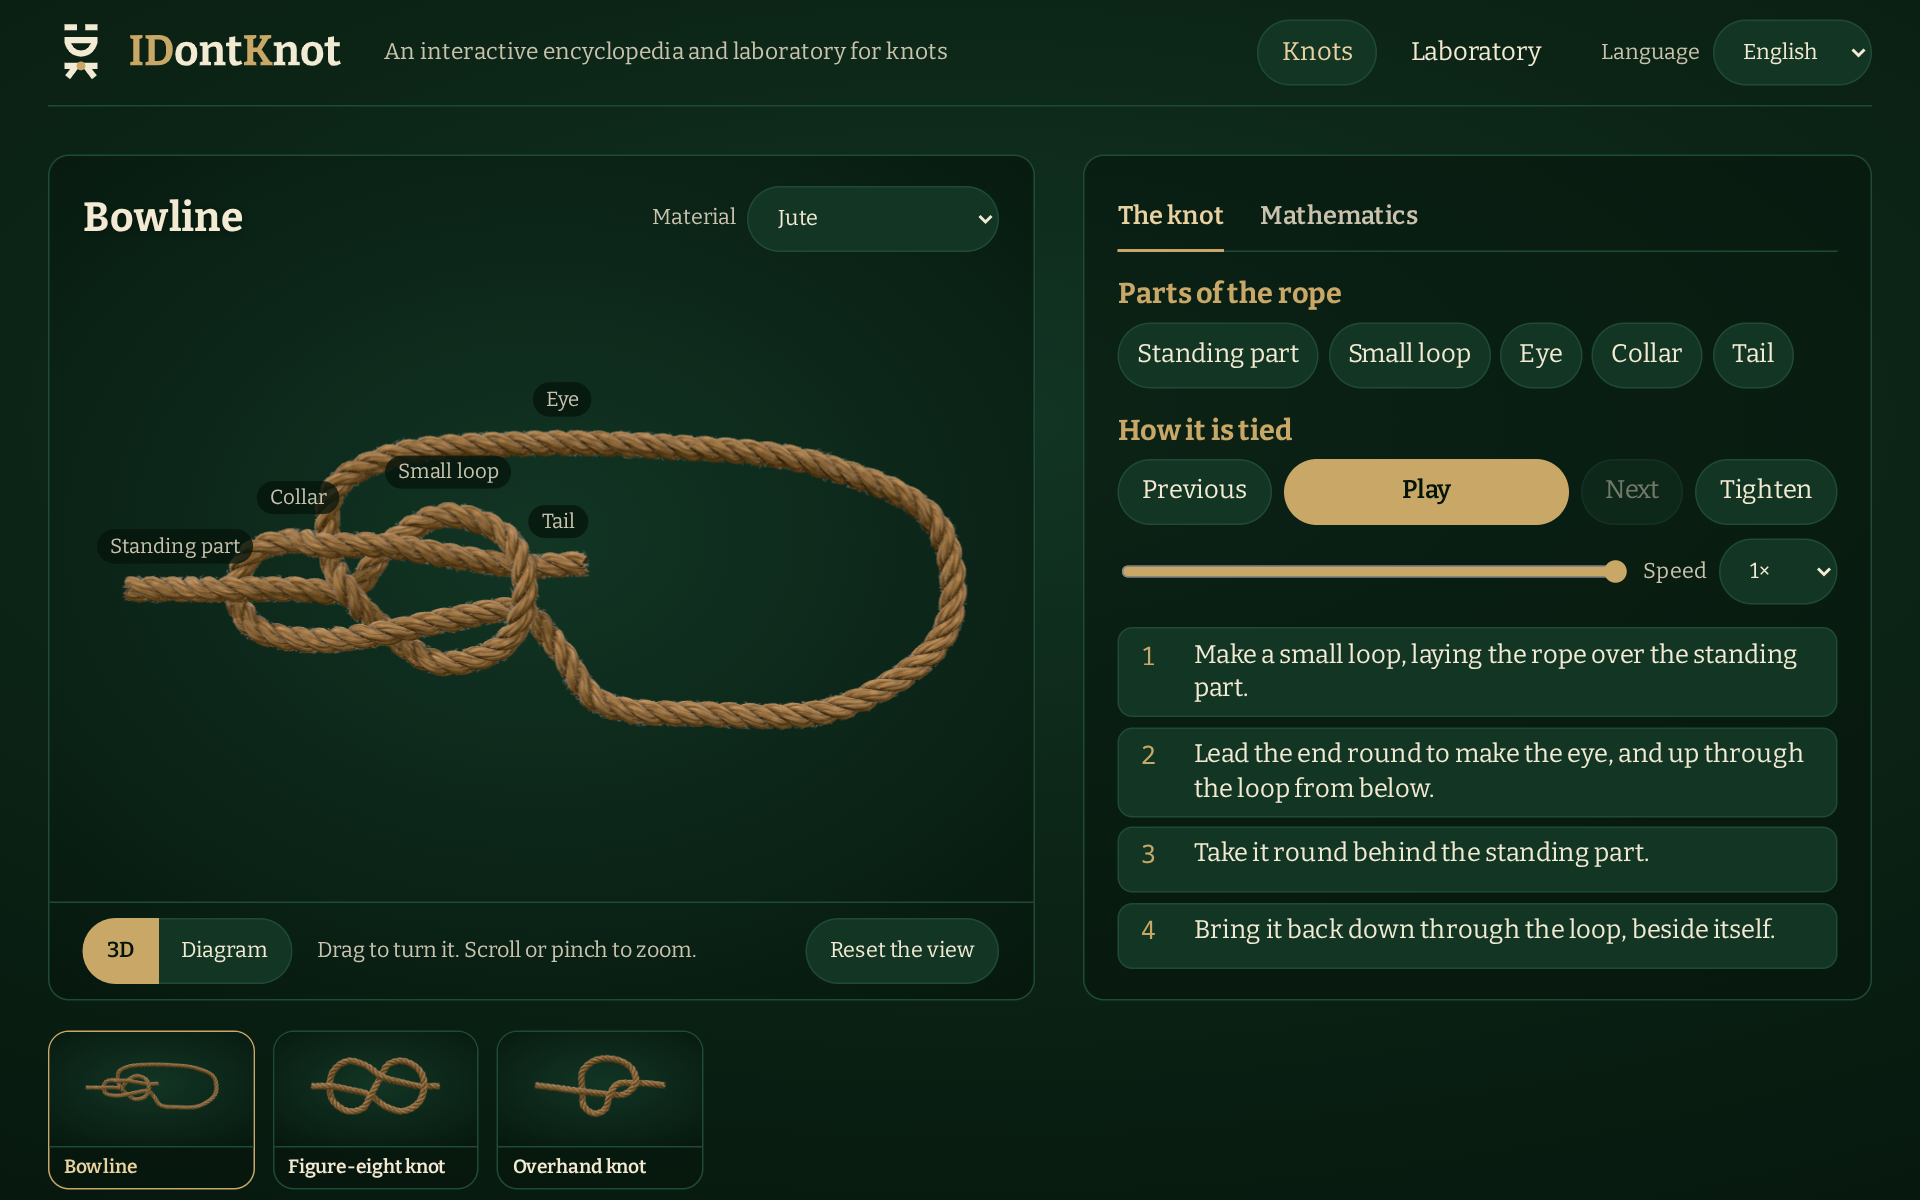 IDontKnot
An interactive encyclopedia and laboratory for knots
Knots
Laboratory
Language
English
Bowline
Material
Jute
Eye
Small loop
Collar
Tail
Standing part
3D
Diagram
Drag to turn it. Scroll or pinch to zoom.
Reset the view
The knot
Mathematics
Parts of the rope
Standing part
Small loop
Eye
Collar
Tail
How it is tied
Previous
Play
Next
Tighten
Speed
1×
1
Make a small loop, laying the rope over the standing
part.
2
Lead the end round to make the eye, and up through
the loop from below.
3
Take it round behind the standing part.
4
Bring it back down through the loop, beside itself.
Bowline
Figure-eight knot
Overhand knot